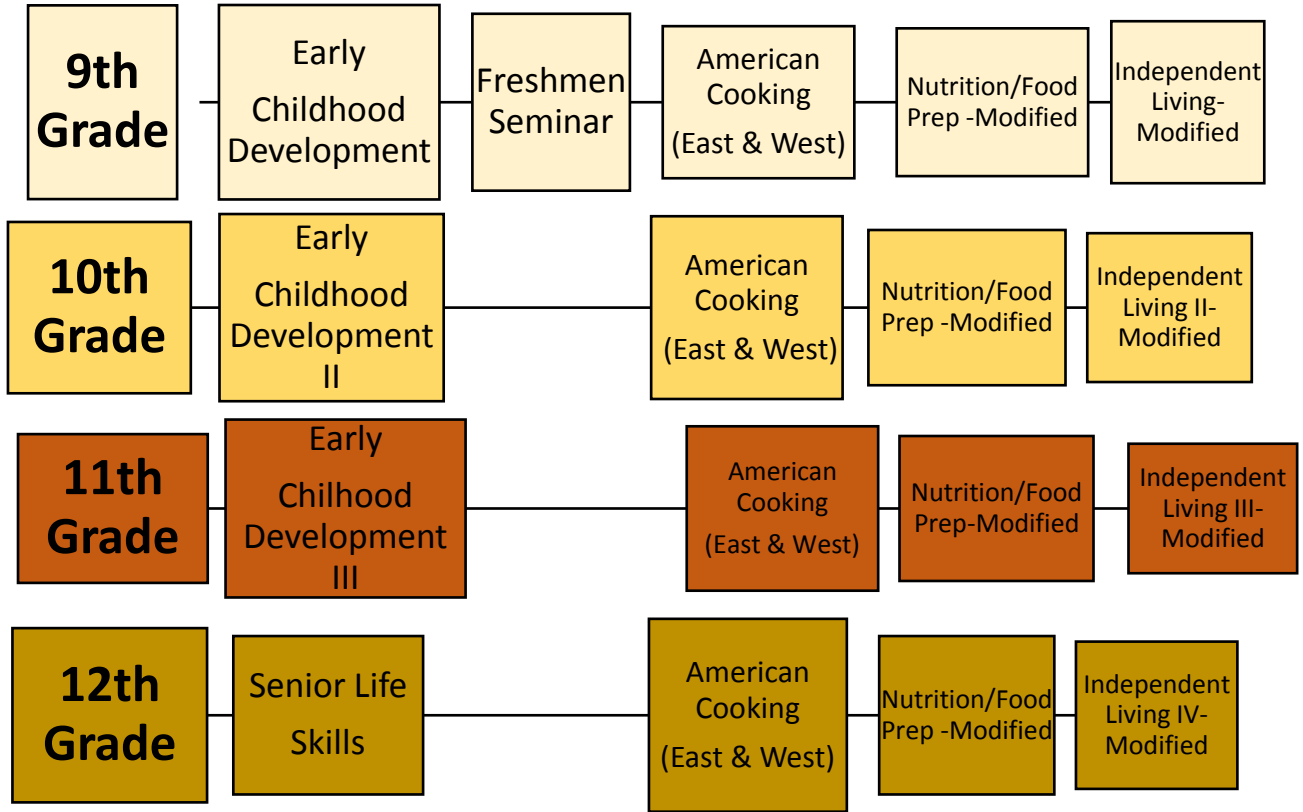 9th
Grade
Early
Childhood
Development
Freshmen
Seminar
American
Cooking
(East & West)
Nutrition/Food
Prep -Modified
Independent
Living-
Modified
10th
Grade
Early
Childhood
Development
II
American
Cooking
(East & West)
Nutrition/Food
Prep -Modified
Independent
Living II-
Modified
11th
Grade
Early
Chilhood
Development
III
American
Cooking
(East & West)
Nutrition/Food
Prep-Modified
Independent
Living III-
Modified
12th
Grade
Senior Life
Skills
American
Cooking
(East & West)
Nutrition/Food
Prep -Modified
Independent
Living IV-
Modified